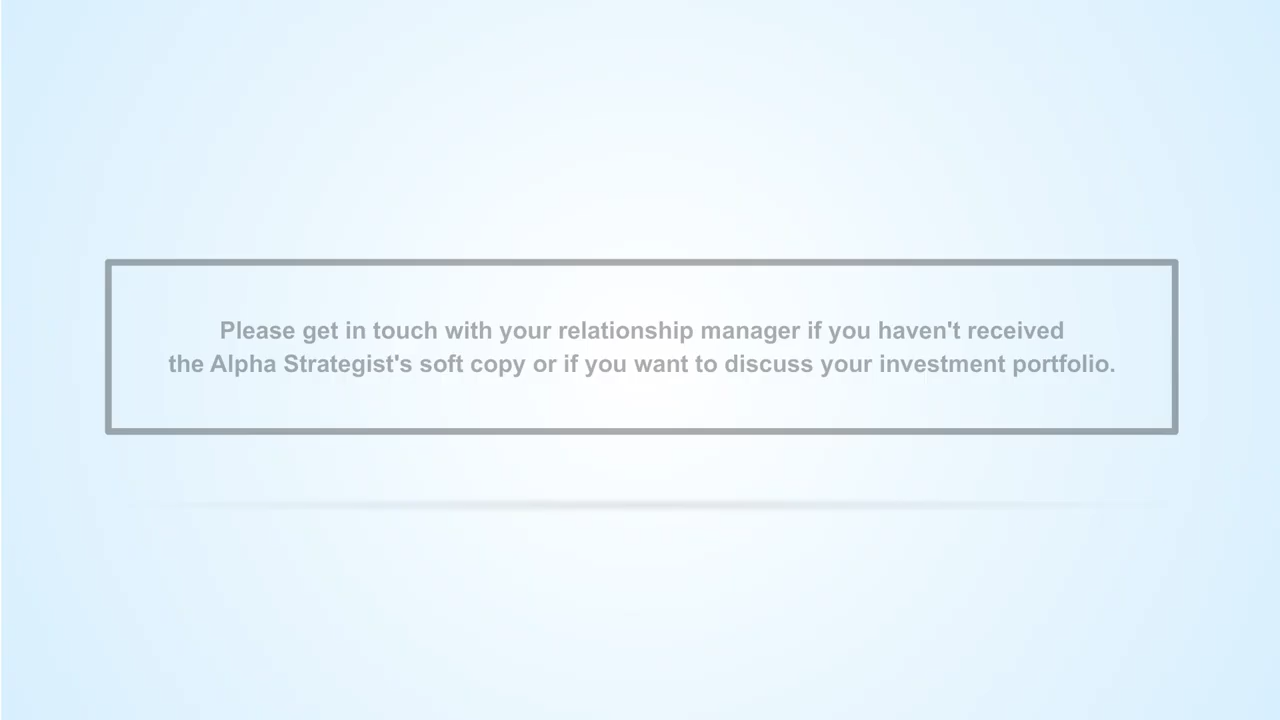 Please get in touch with your relationship manager if you haven't received
the Alpha Strategist's soft copy or if you want to discuss your investment portfolio.